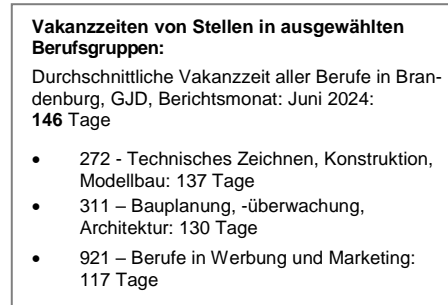 Vakanzzeiten von Stellen in ausgewählten
Berufsgruppen:
Durchschnittliche Vakanzzeit aller Berufe in Bran-
denburg, GJD, Berichtsmonat: Juni 2024:
146 Tage
• 272 - Technisches Zeichnen, Konstruktion,
Modellbau: 137 Tage
• 311 – Bauplanung, -überwachung,
Architektur: 130 Tage
• 921 – Berufe in Werbung und Marketing:
117 Tage